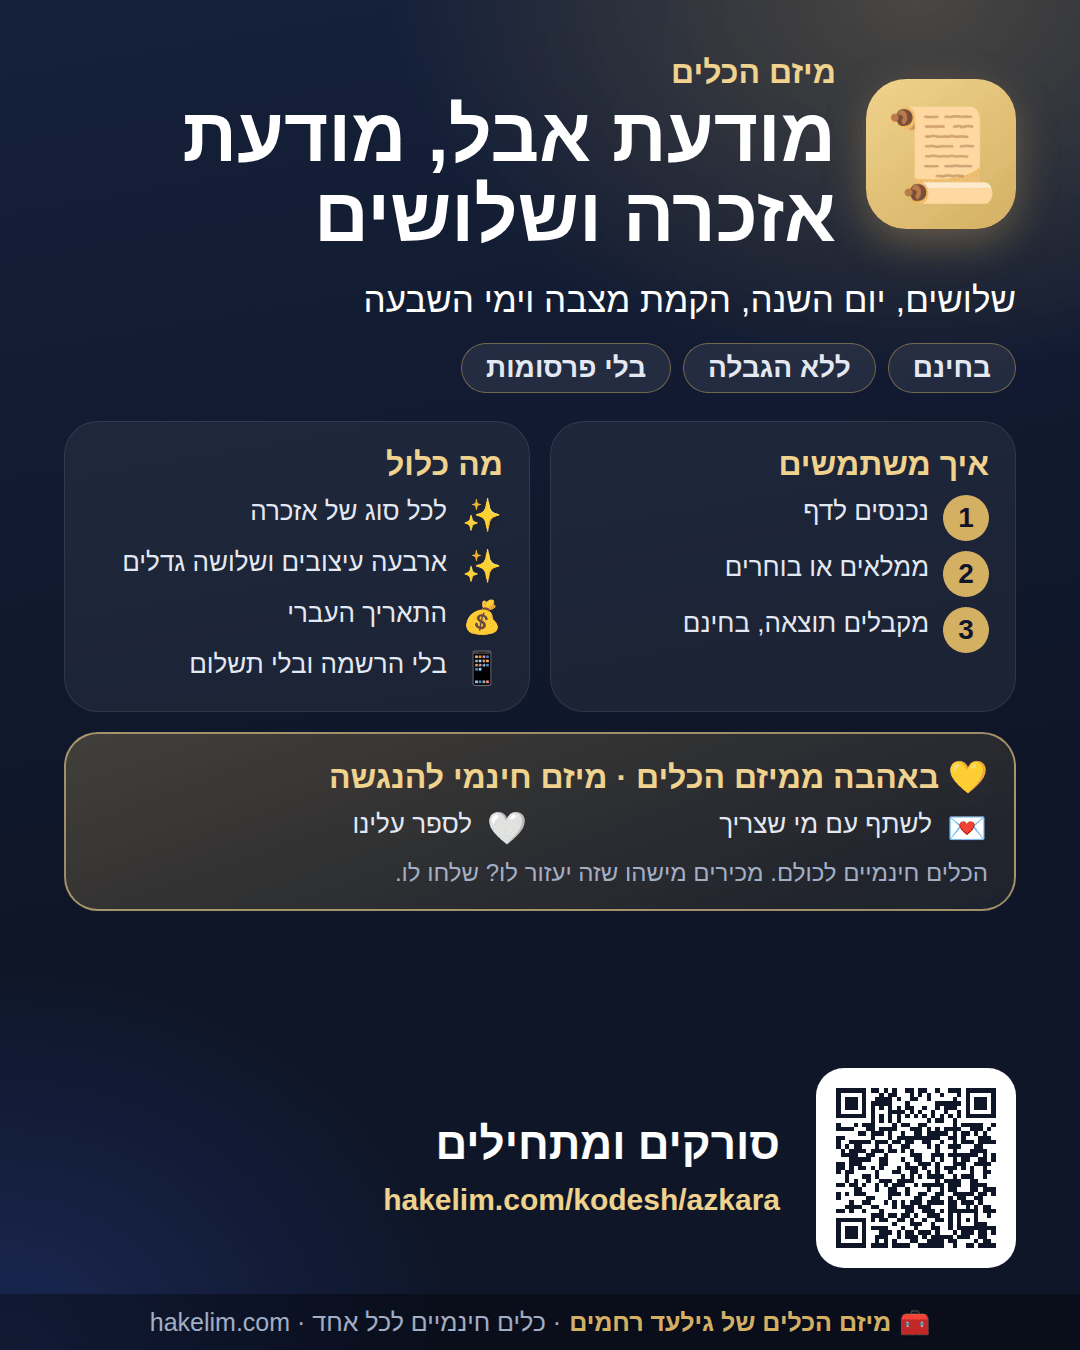 מיזם הכלים
מודעת אבל, מודעת
אזכרה ושלושים
שלושים, יום השנה, הקמת מצבה וימי השבעה
בחינם
ללא הגבלה
בלי פרסומות
איך משתמשים
1 נכנסים לדף
2 ממלאים או בוחרים
3 מקבלים תוצאה, בחינם
מה כלול
לכל סוג של אזכרה
ארבעה עיצובים ושלושה גדלים
התאריך העברי
בלי הרשמה ובלי תשלום
באהבה ממיזם הכלים · מיזם חינמי להנגשה
לשתף עם מי שצריך
לספר עלינו
הכלים חינמיים לכולם. מכירים מישהו שזה יעזור לו? שלחו לו.
סורקים ומתחילים
hakelim.com/kodesh/azkara
מיזם הכלים של גילעד רחמים · כלים חינמיים לכל אחד · hakelim.com